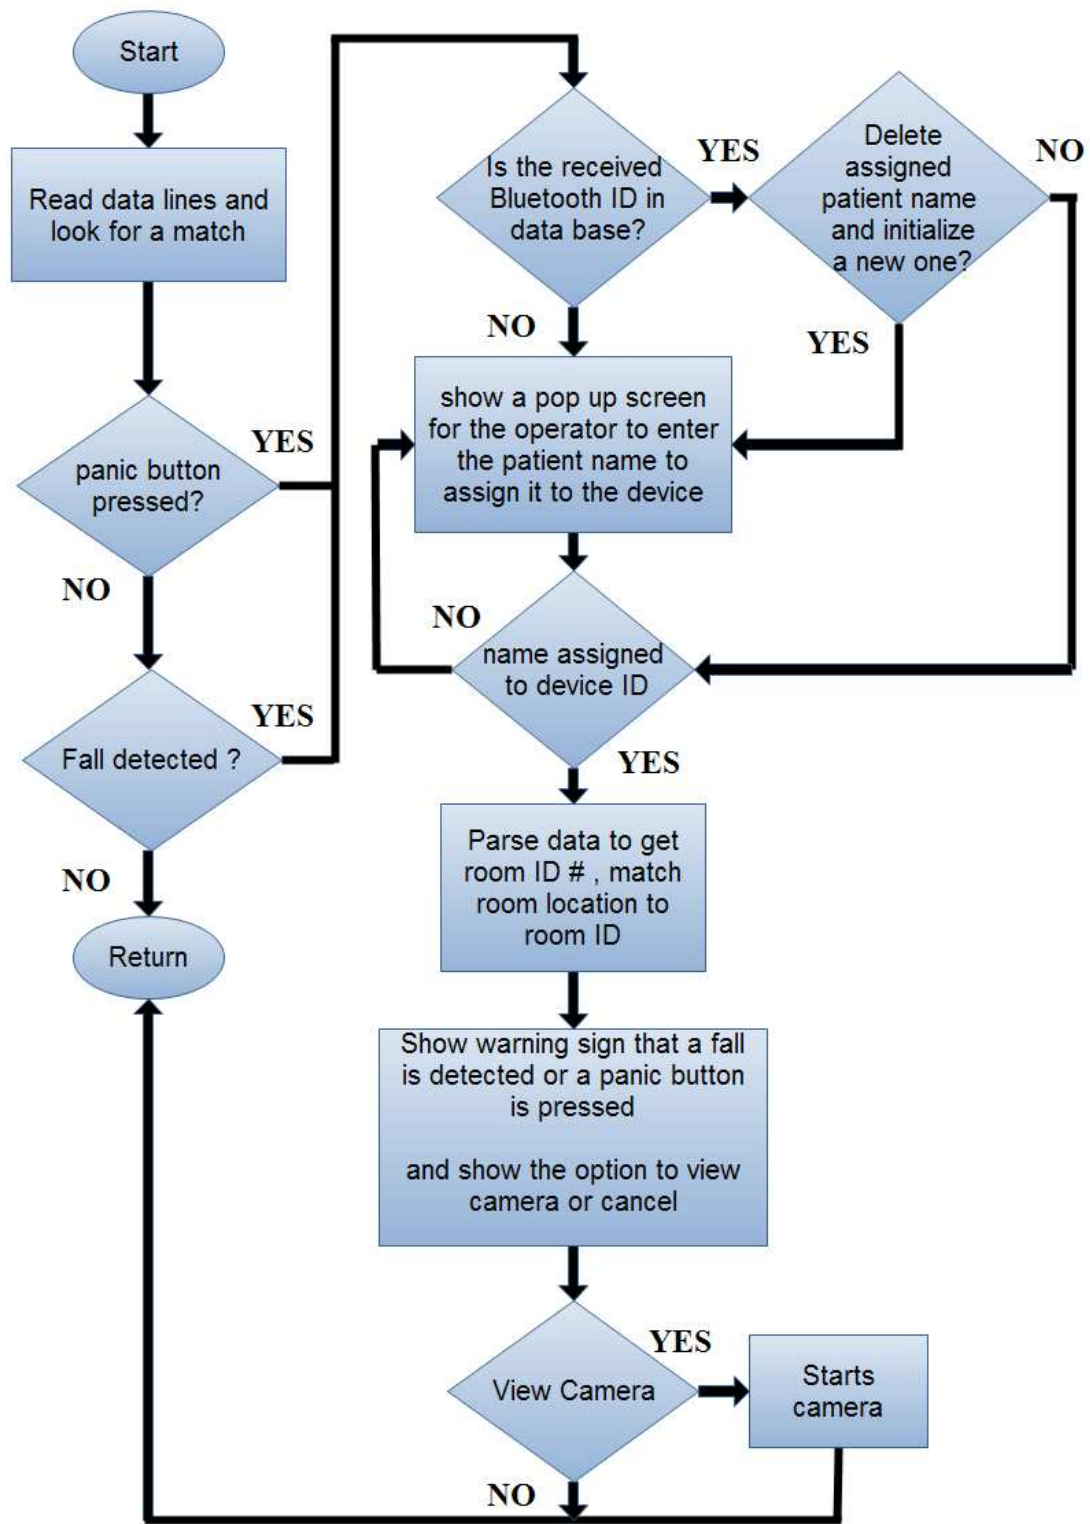 Start
Read data lines and
look for a match
panic button
pressed?
YES
NO
Fall detected ?
YES
NO
Return
Is the received
Bluetooth ID in
data base?
YES
NO
Delete
assigned
patient name
and initialize
a new one?
NO
YES
show a pop up screen
for the operator to enter
the patient name to
assign it to the device
name assigned
to device ID
NO
YES
Parse data to get
room ID # , match
room location to
room ID
Show warning sign that a fall
is detected or a panic button
is pressed
and show the option to view
camera or cancel
View Camera
YES
NO
Starts
camera